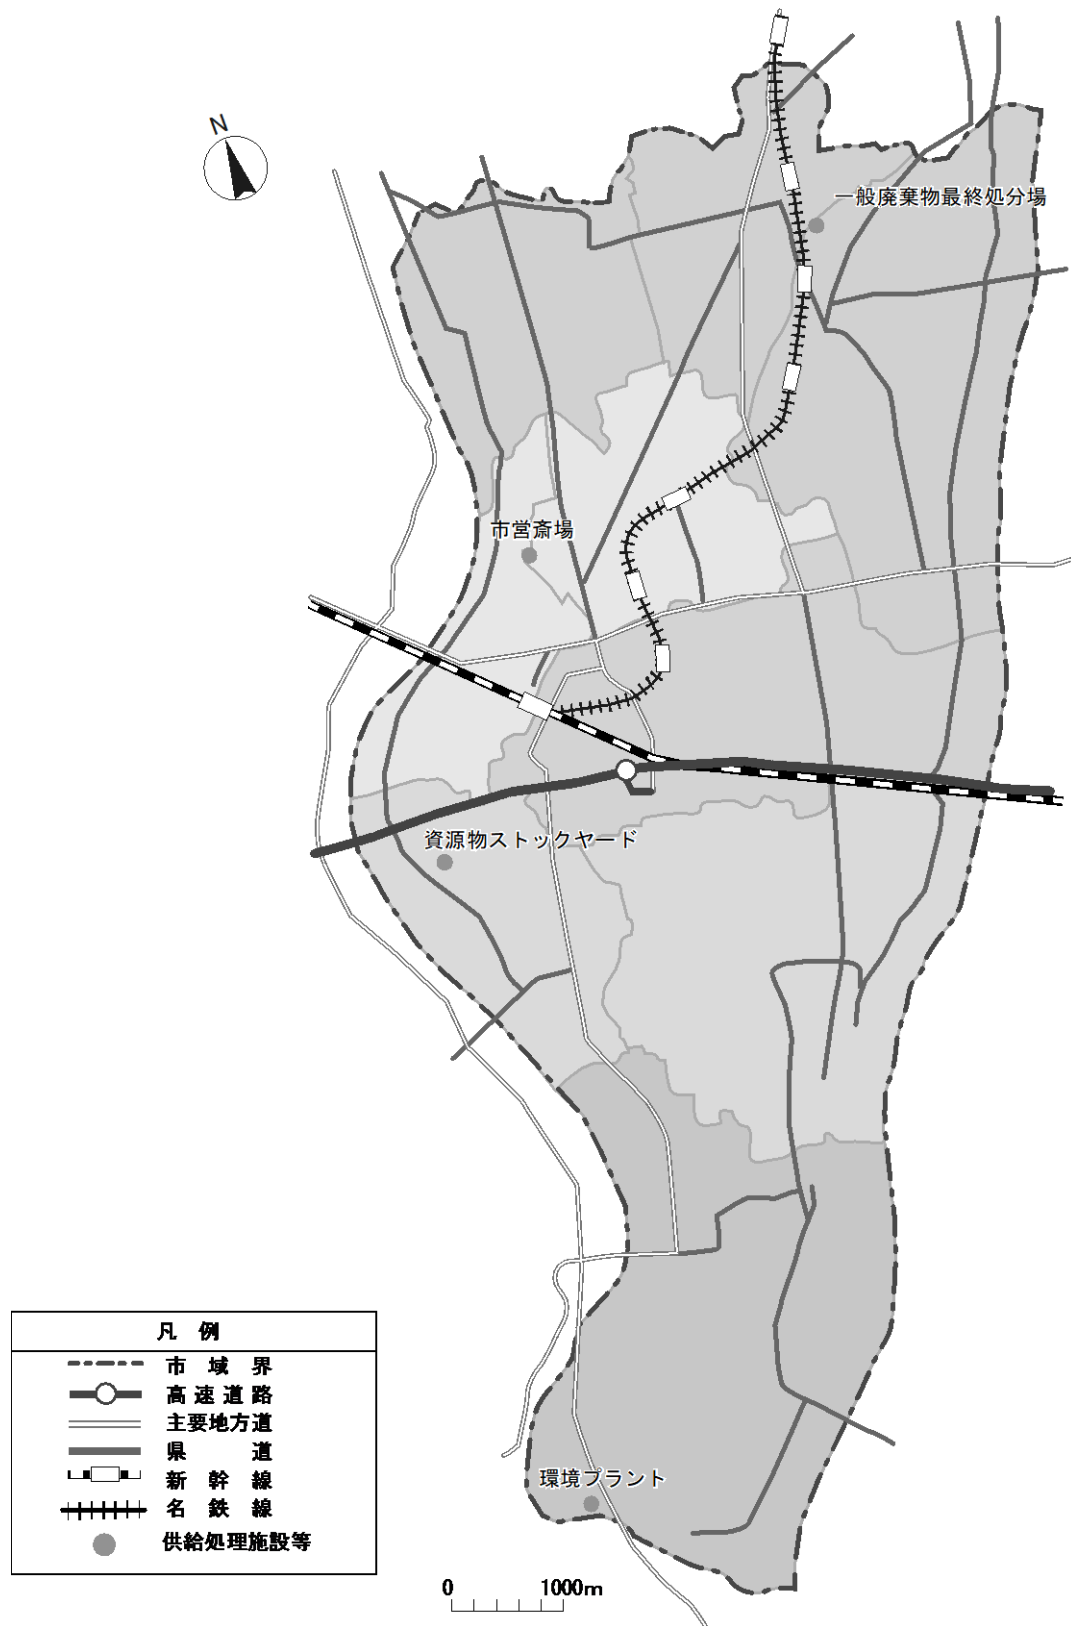 N
一般廃棄物最終処分場
市営斎場
資源物ストックヤード
環境プラント
凡 例
市 域 界
高 速 道 路
主要地方道
県 道
新 幹 線
名 鉄 線
供給処理施設等
0 1000m